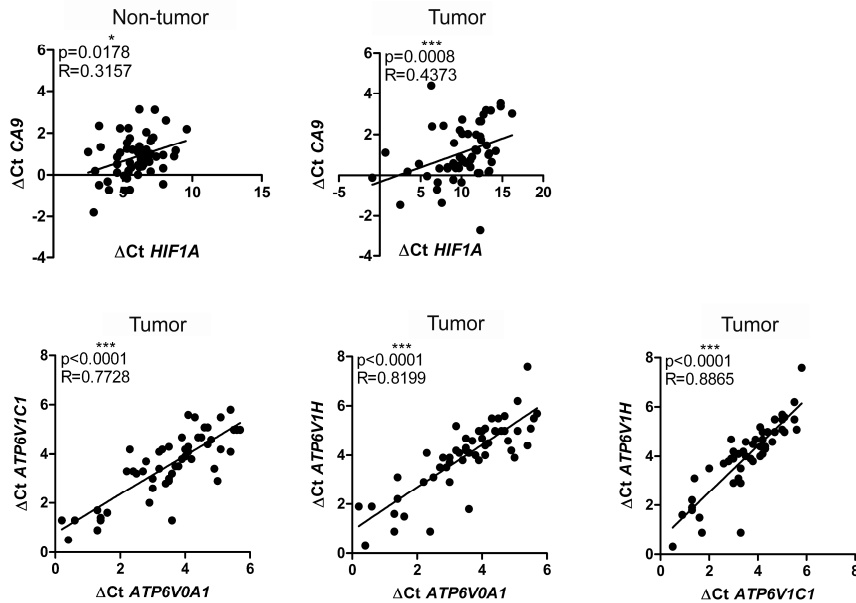 Non-tumor
*
p=0.0178
R=0.3157
6
4
2
0
-2
-4
5
10
15
ΔCt CA9
ΔCt HIF1A
Tumor
***
p=0.0008
R=0.4373
6
4
2
0
-2
-4
-5
5
10
15
20
ΔCt CA9
ΔCt HIF1A
Tumor
***
p<0.0001
R=0.7728
8
6
4
2
0
0
2
4
6
ΔCt ATP6V1C1
ΔCt ATP6V0A1
Tumor
***
p<0.0001
R=0.8199
8
6
4
2
0
0
2
4
6
ΔCt ATP6V1H
ΔCt ATP6V0A1
Tumor
***
p<0.0001
R=0.8865
8
6
4
2
0
0
2
4
6
8
ΔCt ATP6V1H
ΔCt ATP6V1C1